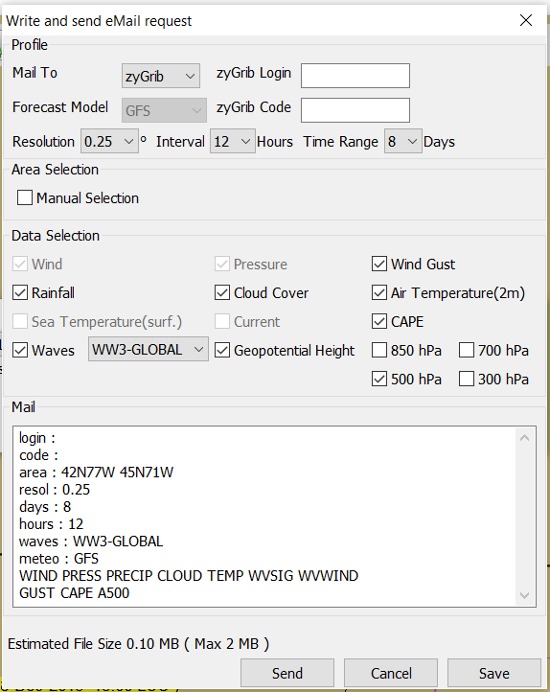 Write and send eMail request
Profile
Mail To zyGrib zyGrib Login
Forecast Model GFS zyGrib Code
Resolution 0.25 ° Interval 12 Hours Time Range 8 Days
Area Selection
Manual Selection
Data Selection
Wind Pressure Wind Gust
Rainfall Cloud Cover Air Temperature(2m)
Sea Temperature(surf.) Current CAPE
Waves WW3-GLOBAL Geopotential Height 850 hPa 700 hPa
500 hPa 300 hPa
Mail
login :
code :
area : 42N77W 45N71W
resol : 0.25
days : 8
hours : 12
waves : WW3-GLOBAL
meteo : GFS
WIND PRESS PRECIP CLOUD TEMP WVSIG WVWIND
GUST CAPE A500
Estimated File Size 0.10 MB ( Max 2 MB )
Send Cancel Save